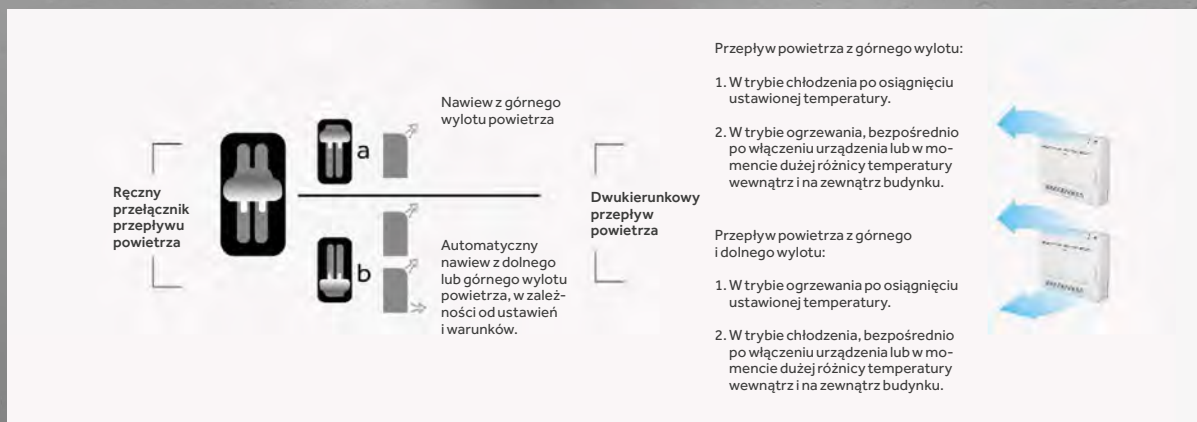 Ręczny
przełącznik
przepływu
powietrza
a
Nawiew z górnego
wylotu powietrza
b
Automatyczny
nawiew z dolnego
lub górnego wylotu
powietrza, w zależ-
ności od ustawień
i warunków.
Dwukierunkowy
przepływ
powietrza
Przepływ powietrza z górnego wylotu:
1. W trybie chłodzenia po osiągnięciu
ustawionej temperatury.
2. W trybie ogrzewania, bezpośrednio
po włączeniu urządzenia lub w mo-
mencie dużej różnicy temperatury
wewnątrz i na zewnątrz budynku.
Przepływ powietrza z górnego
i dolnego wylotu:
1. W trybie ogrzewania po osiągnięciu
ustawionej temperatury.
2. W trybie chłodzenia, bezpośrednio
po włączeniu urządzenia lub w mo-
mencie dużej różnicy temperatury
wewnątrz i na zewnątrz budynku.